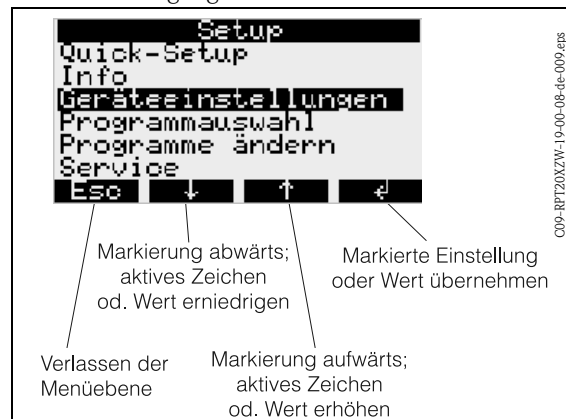 Setup
Quick-Setup
Info
Geräteeinstellungen
Programmauswahl
Programme ändern
Service
Esc ↓ ↑ ↲
Markierung abwärts;
aktives Zeichen
od. Wert erniedrigen
Markierte Einstellung
oder Wert übernehmen
Verlassen der
Menüebene
Markierung aufwärts;
aktives Zeichen
od. Wert erhöhen
C09-RPT20XZW-19-00-08-de-009.eps